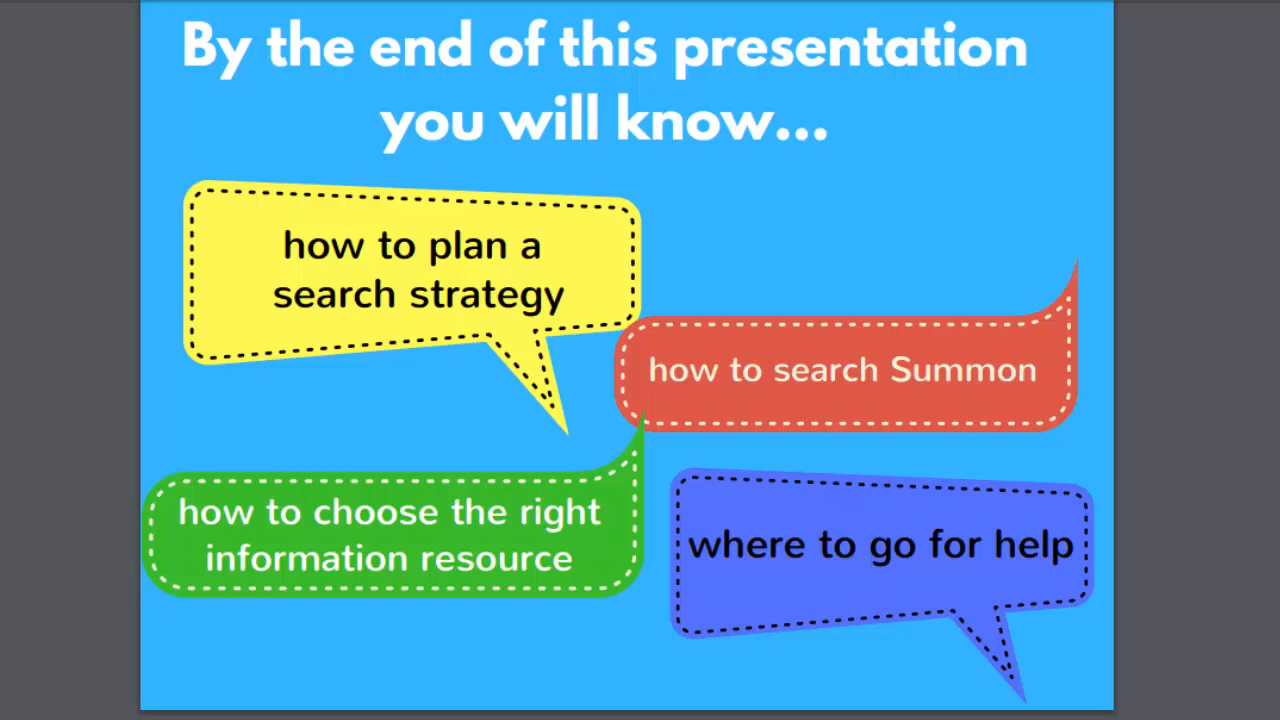 By the end of this presentation
you will know...
how to plan a
search strategy
how to search Summon
how to choose the right
information resource
where to go for help